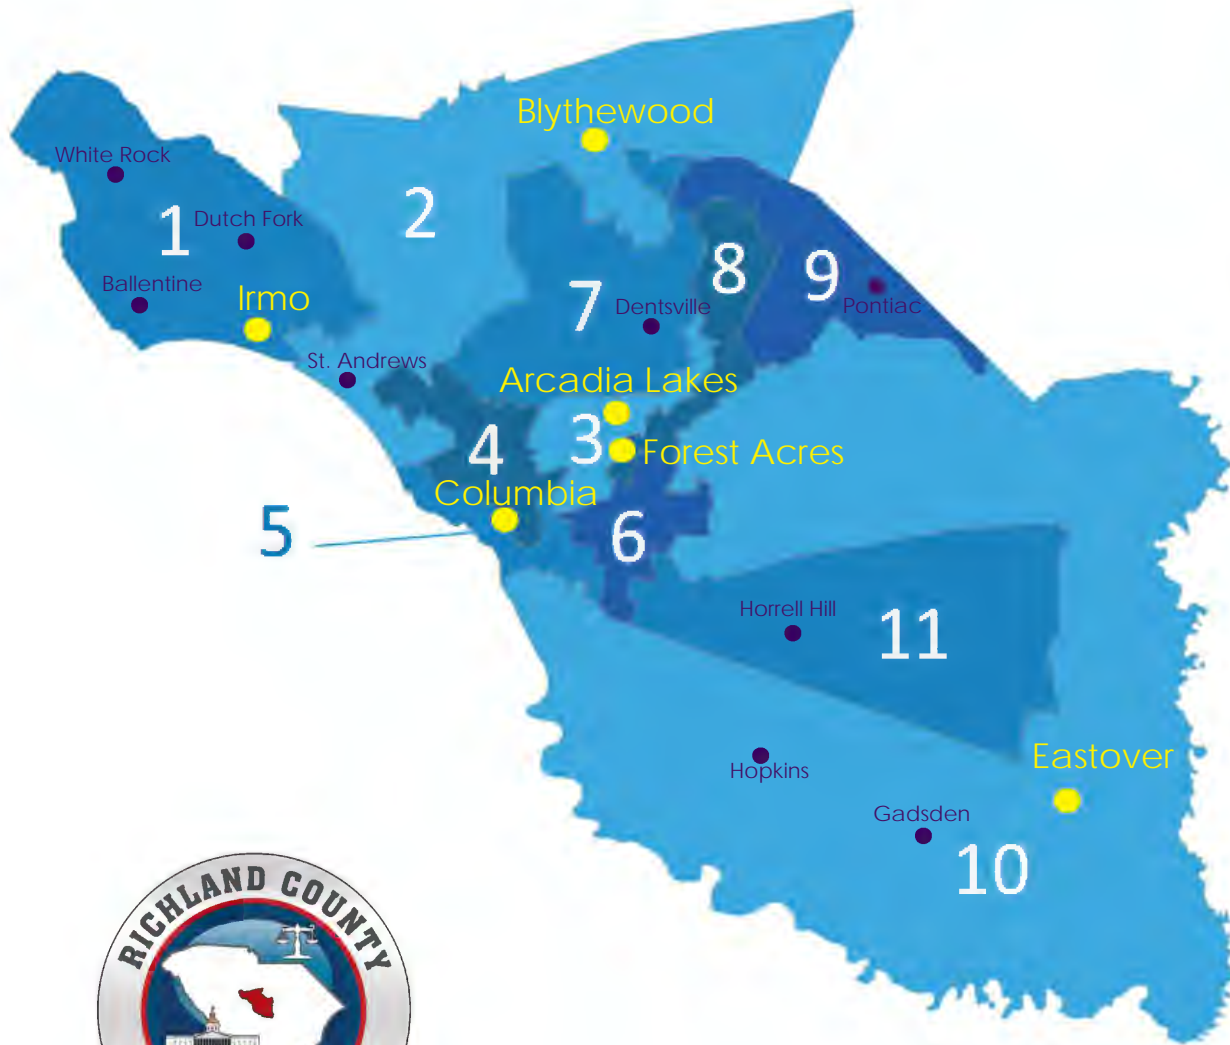 Blythewood
White Rock
1
Dutch Fork
2
8
9
Ballentine
Irmo
7
Dentsville
Pontiac
St. Andrews
Arcadia Lakes
3
4
Forest Acres
Columbia
5
6
Horrell Hill
11
Eastover
Hopkins
Gadsden
10
RICHLAND COUNTY